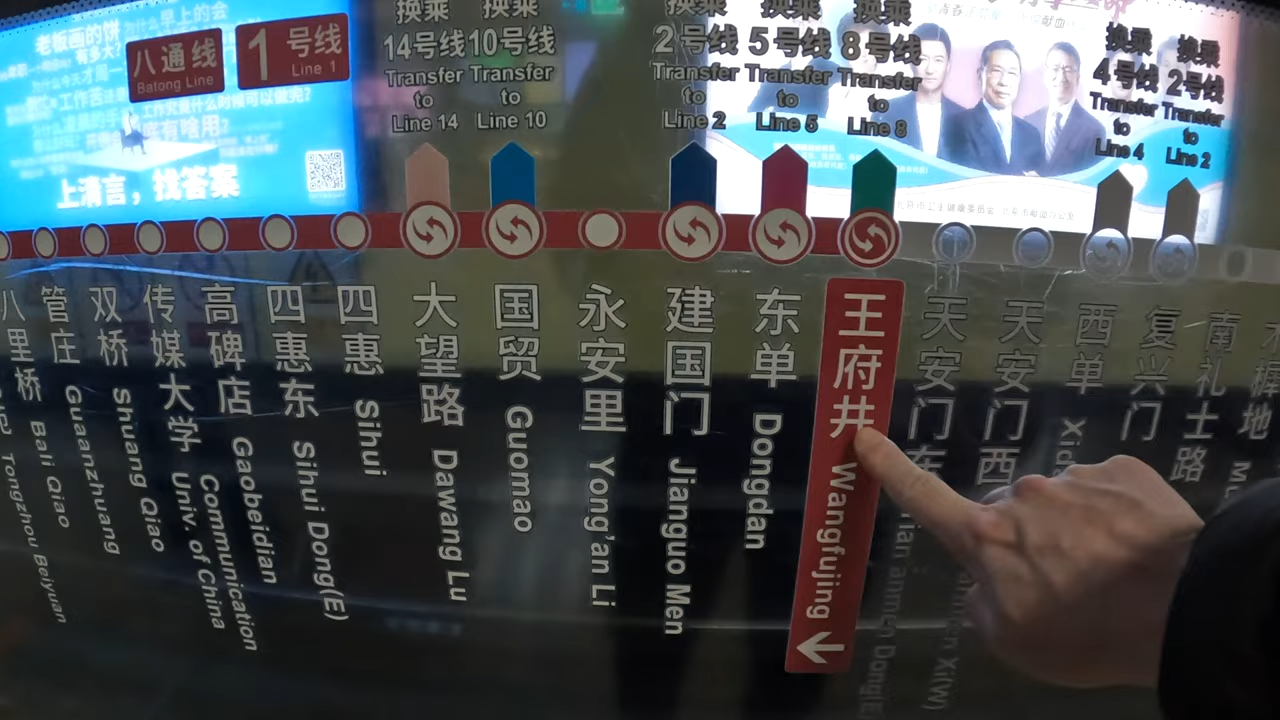 八通线
Batong Line
1号线
Line 1
换乘
14号线
Transfer
to
Line 14
换乘
10号线
Transfer
to
Line 10
换乘
2号线
Transfer
to
Line 2
换乘
5号线
Transfer
to
Line 5
换乘
8号线
Transfer
to
Line 8
换乘
4号线
Transfer
to
Line 4
换乘
2号线
Transfer
to
Line 2
老板画的饼
有多大?
上清言，找答案
八里桥 Bali Qiao
Tongzhou Beiyuan
管庄 Guanzhuang
双桥 Shuang Qiao
传媒大学 Communication
Univ. of China
高碑店 Gaobeidian
四惠东 Sihui Dong(E)
四惠 Sihui
大望路 Dawang Lu
国贸 Guomao
永安里 Yong'an Li
建国门 Jianguo Men
东单 Dongdan
王府井 Wangfujing
天安门东
天安门西
西单
复兴门
南礼士路